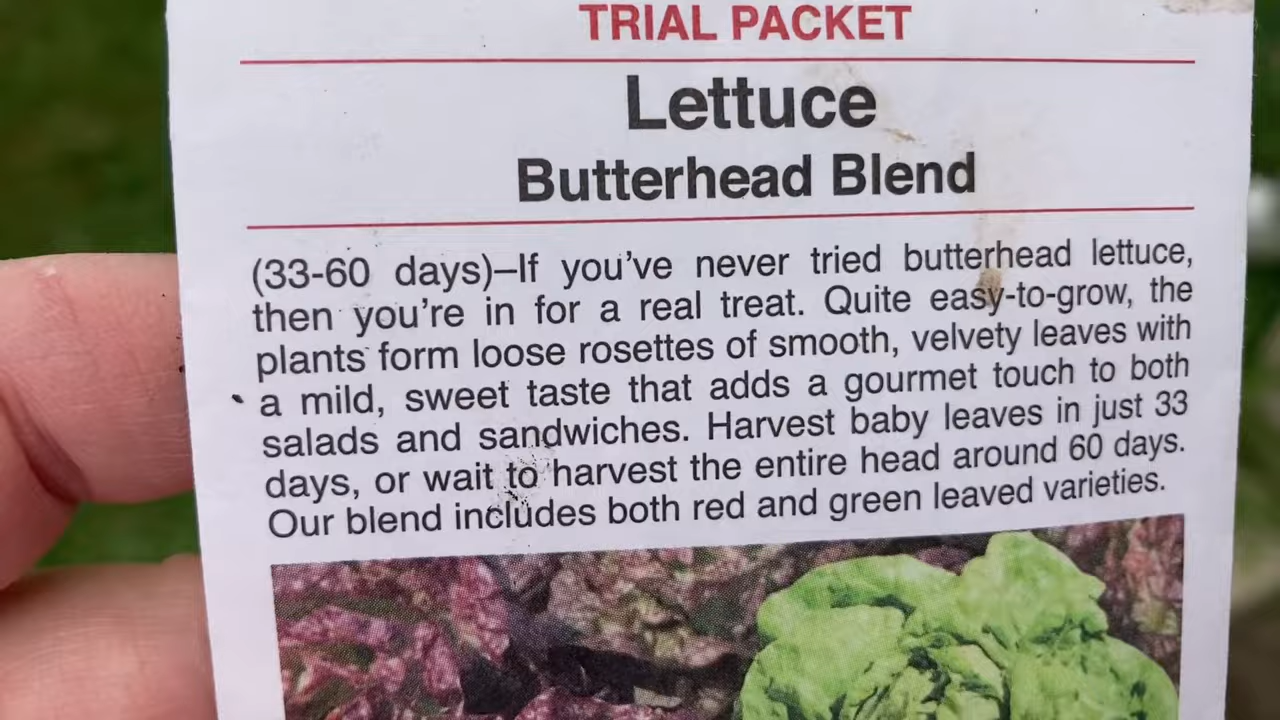 TRIAL PACKET
Lettuce
Butterhead Blend
(33-60 days)–If you've never tried butterhead lettuce,
then you're in for a real treat. Quite easy-to-grow, the
plants form loose rosettes of smooth, velvety leaves with
a mild, sweet taste that adds a gourmet touch to both
salads and sandwiches. Harvest baby leaves in just 33
days, or wait to harvest the entire head around 60 days.
Our blend includes both red and green leaved varieties.